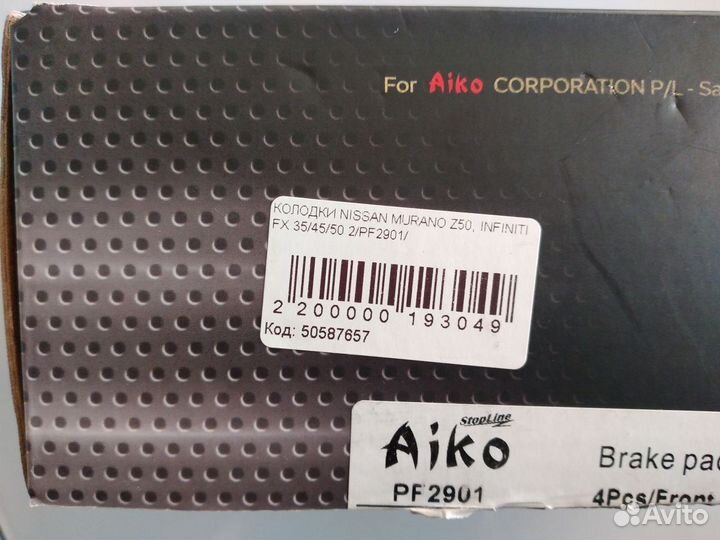 For Aiko CORPORATION P/L - Sa
КОЛОДКИ NISSAN MURANO Z50, INFINITI
FX 35/45/50 2/PF2901/
2 200000 193049
Код: 50587657
StopLine
Aiko
PF2901
Brake pad
4Pcs/Front
Avito